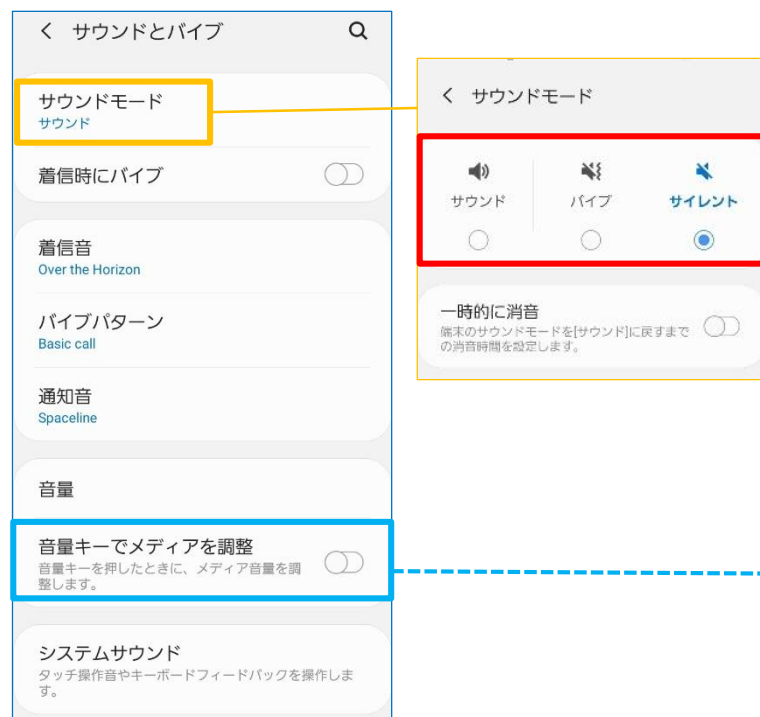 サウンドとバイブ
サウンドモード
サウンド
着信時にバイブ
着信音
Over the Horizon
バイブパターン
Basic call
通知音
Spaceline
音量
音量キーでメディアを調整
音量キーを押したときに、メディア音量を調
整します。
システムサウンド
タッチ操作音やキーボードフィードバックを操作しま
す。
サウンドモード
サウンド
バイブ
サイレント
一時的に消音
端末のサウンドモードを[サウンド]に戻すまで
の消音時間を設定します。